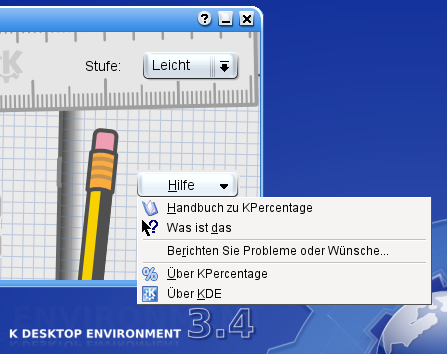 Stufe: Leicht
Hilfe
Handbuch zu KPercentage
Was ist das
Berichten Sie Probleme oder Wünsche...
Über KPercentage
Über KDE
K DESKTOP ENVIRONMENT 3.4